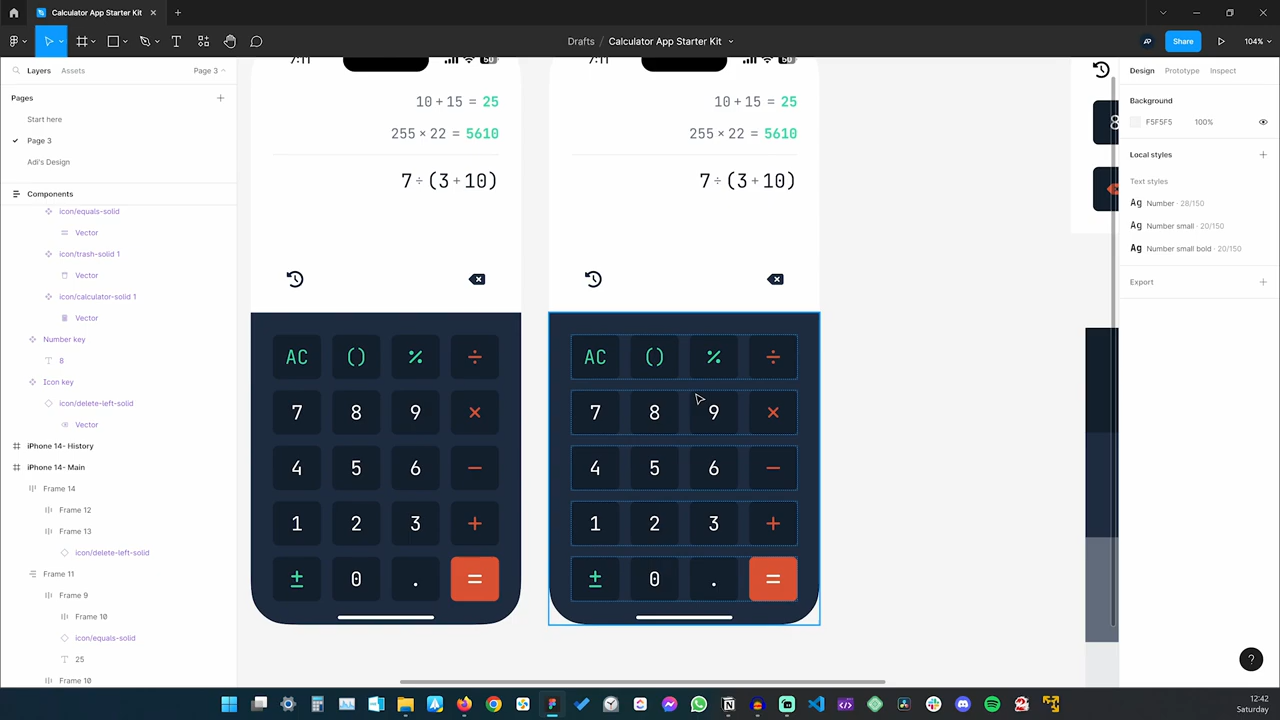 Calculator App Starter Kit
Drafts / Calculator App Starter Kit
Share
104%
Layers
Assets
Page 3
Pages
Start here
Page 3
Adi's Design
Components
icon/equals-solid
Vector
icon/trash-solid 1
Vector
icon/calculator-solid 1
Vector
Number key
8
Icon key
icon/delete-left-solid
Vector
iPhone 14- History
iPhone 14- Main
Frame 14
Frame 12
Frame 13
icon/delete-left-solid
Frame 11
Frame 9
Frame 10
icon/equals-solid
25
Frame 10
7:11
10 + 15 = 25
255 × 22 = 5610
7 ÷ (3 + 10)
AC () % ÷
7 8 9 ×
4 5 6 −
1 2 3 +
± 0 . =
7:11
10 + 15 = 25
255 × 22 = 5610
7 ÷ (3 + 10)
AC () % ÷
7 8 9 ×
4 5 6 −
1 2 3 +
± 0 . =
Design
Prototype
Inspect
Background
F5F5F5
100%
Local styles
Text styles
Ag Number · 28/150
Ag Number small · 20/150
Ag Number small bold · 20/150
Export
?
12:42
Saturday